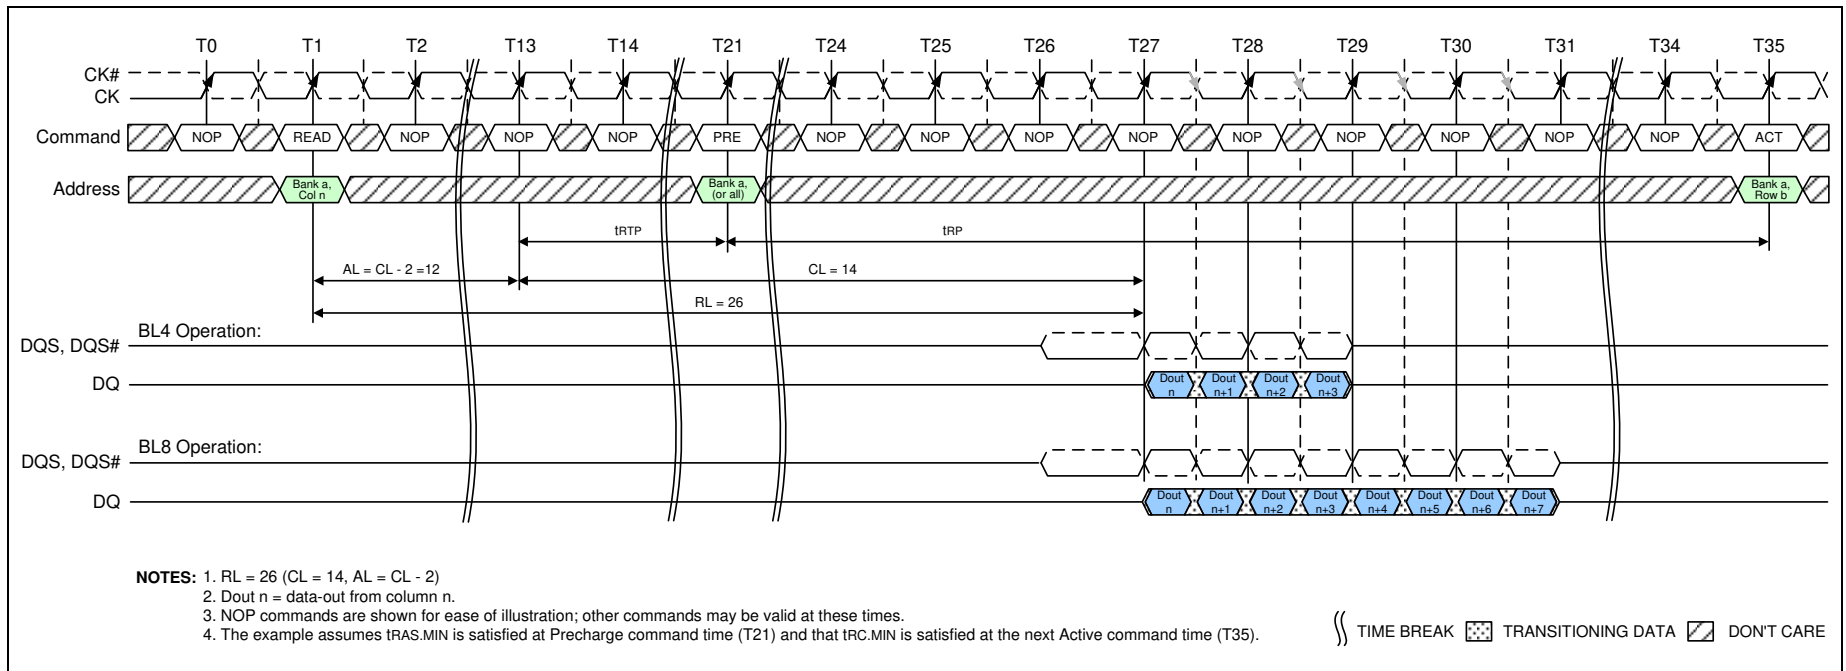 T0 T1 T2 T13 T14 T21 T24 T25 T26 T27 T28 T29 T30 T31 T34 T35
CK#
CK
Command NOP READ NOP NOP NOP PRE NOP NOP NOP NOP NOP NOP NOP NOP NOP ACT
Address Bank a, Col n Bank a, (or all) Bank a, Row b
tRTP tRP
AL = CL - 2 =12 CL = 14
RL = 26
BL4 Operation:
DQS, DQS#
DQ Dout n Dout n+1 Dout n+2 Dout n+3
BL8 Operation:
DQS, DQS#
DQ Dout n Dout n+1 Dout n+2 Dout n+3 Dout n+4 Dout n+5 Dout n+6 Dout n+7
NOTES: 1. RL = 26 (CL = 14, AL = CL - 2)
2. Dout n = data-out from column n.
3. NOP commands are shown for ease of illustration; other commands may be valid at these times.
4. The example assumes tRAS.MIN is satisfied at Precharge command time (T21) and that tRC.MIN is satisfied at the next Active command time (T35).
TIME BREAK TRANSITIONING DATA DON'T CARE